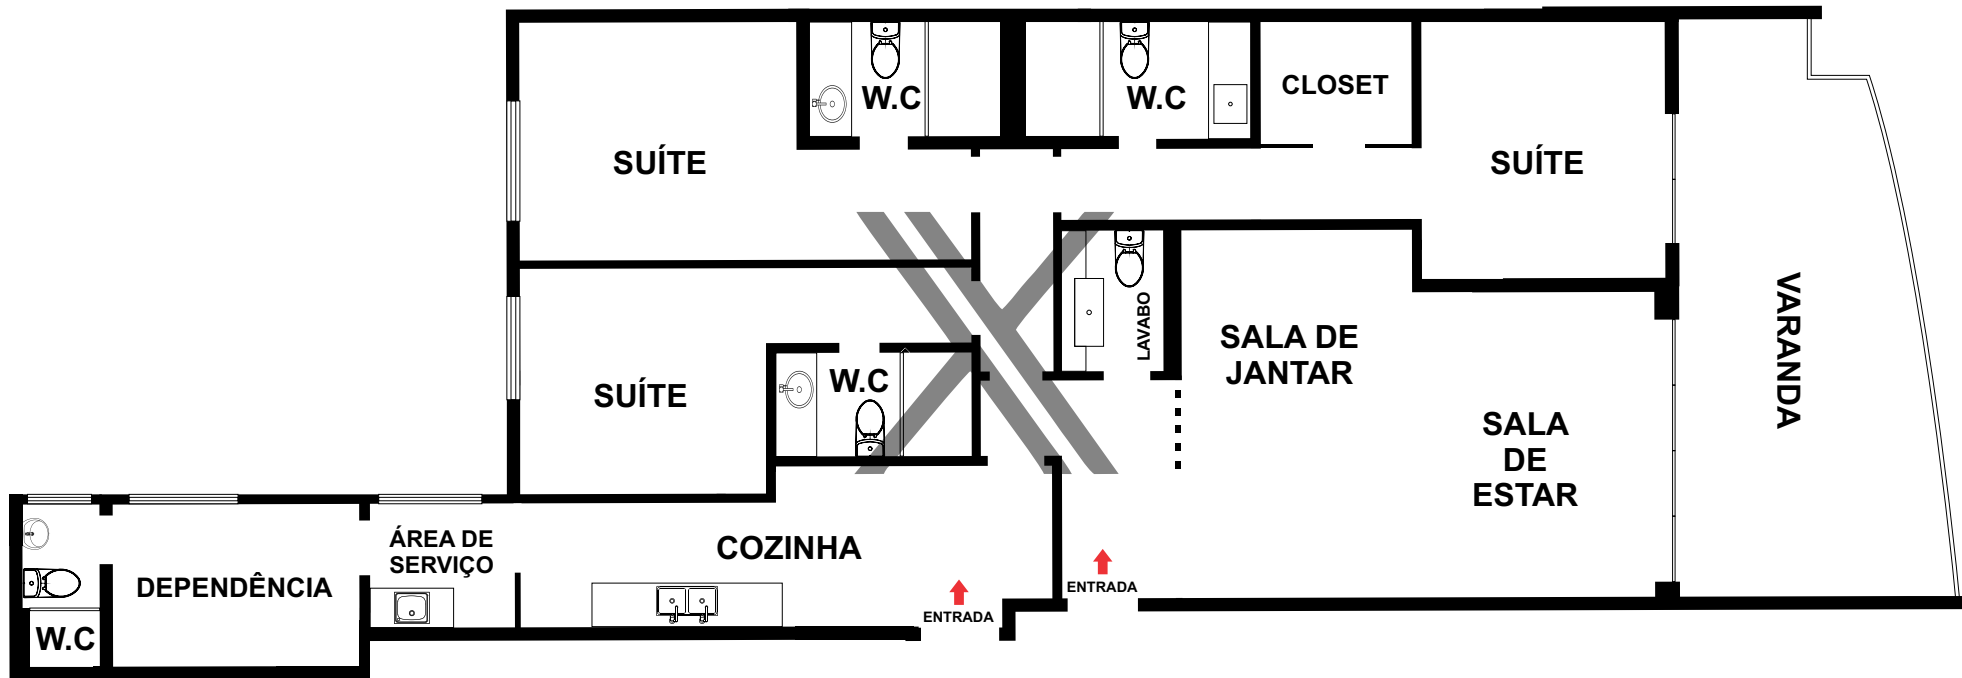 W.C
W.C
CLOSET
SUÍTE
SUÍTE
LAVABO
SALA DE
JANTAR
VARANDA
SUÍTE
W.C
SALA
DE
ESTAR
ÁREA DE
SERVIÇO
COZINHA
DEPENDÊNCIA
ENTRADA
ENTRADA
W.C